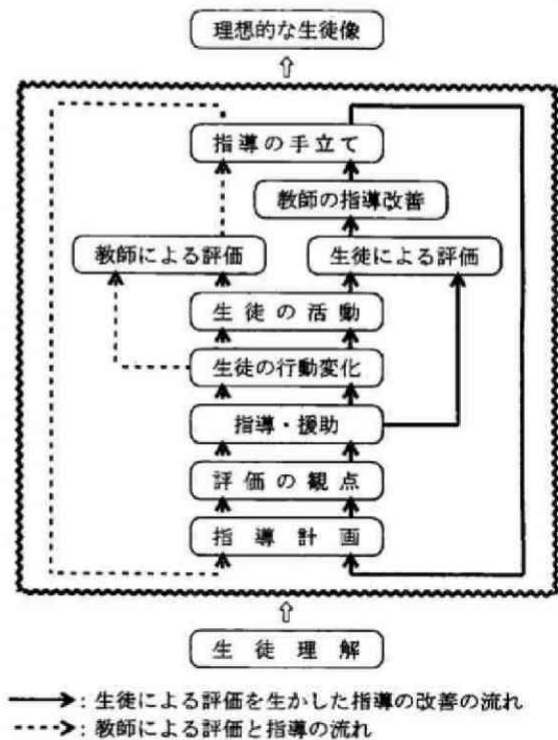 理想的な生徒像
指導の手立て
教師の指導改善
教師による評価
生徒による評価
生徒の活動
生徒の行動変化
指導・援助
評価の観点
指導計画
生徒理解
:生徒による評価を生かした指導の改善の流れ
:教師による評価と指導の流れ